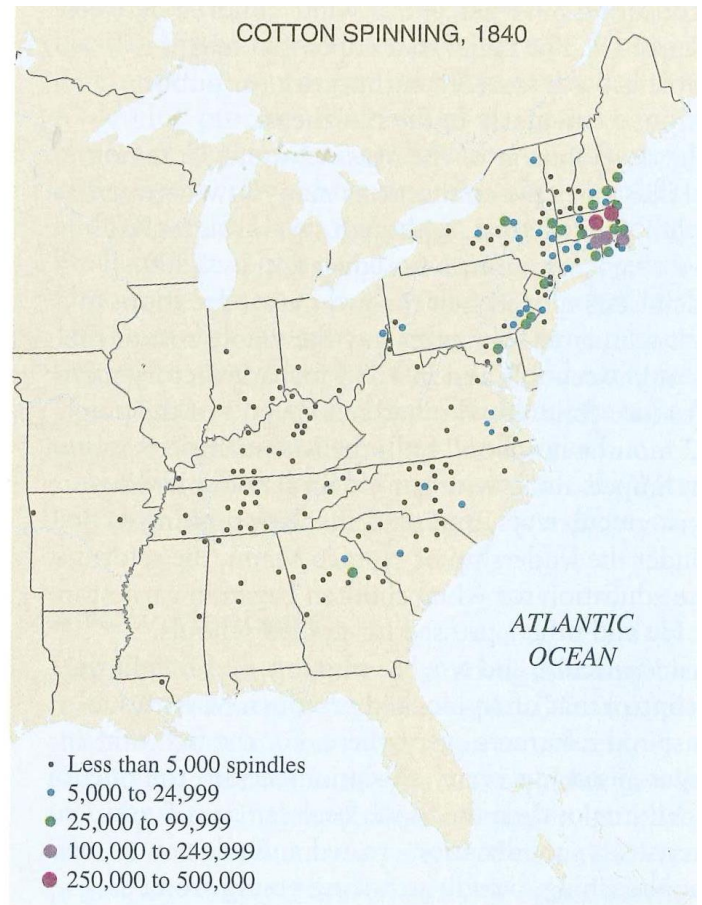 COTTON SPINNING, 1840
ATLANTIC
OCEAN
Less than 5,000 spindles
5,000 to 24,999
25,000 to 99,999
100,000 to 249,999
250,000 to 500,000